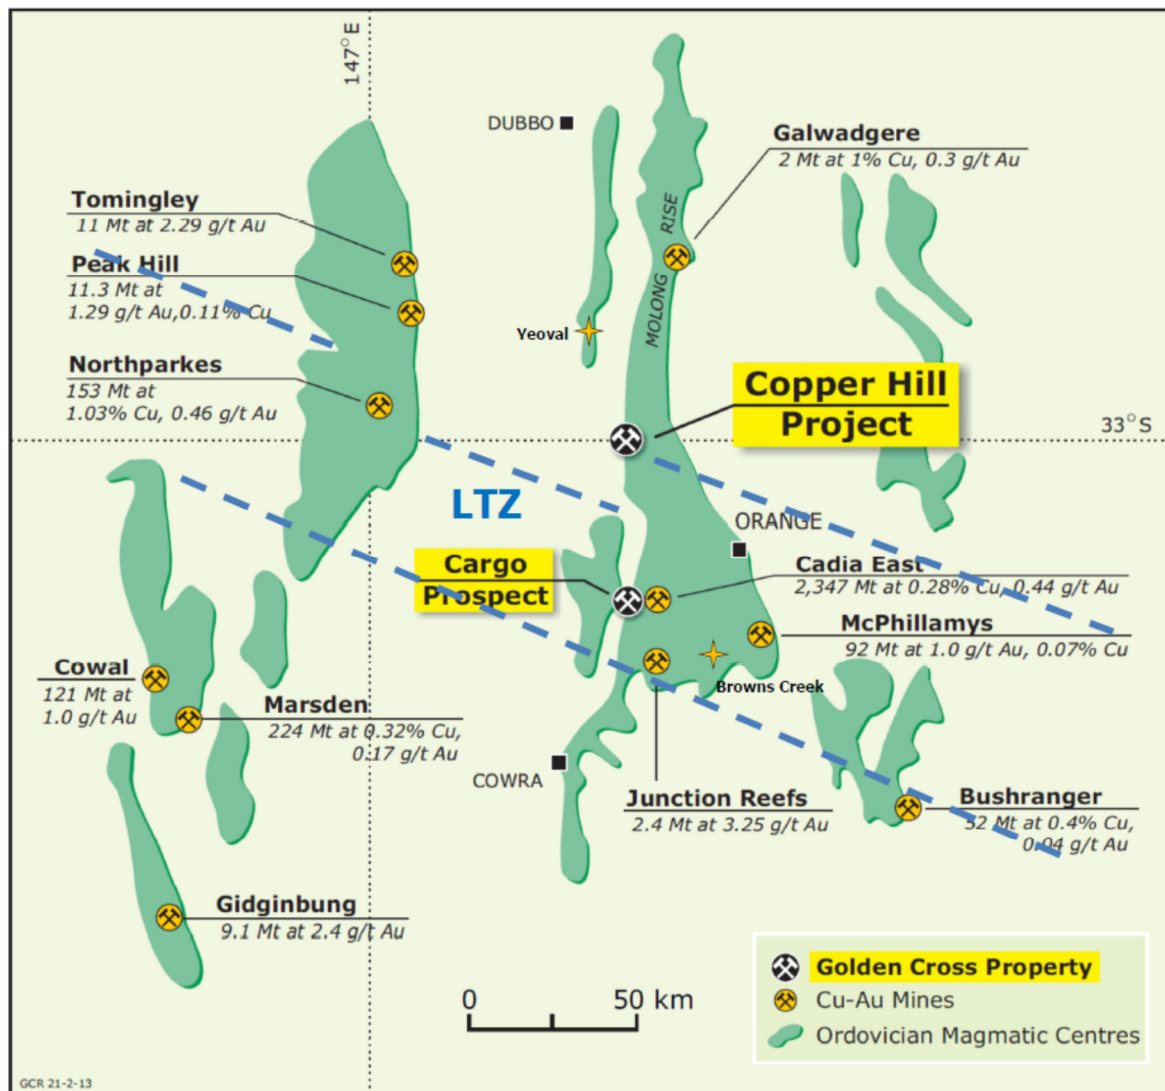 147°E
DUBBO
Galwadgere
2 Mt at 1% Cu, 0.3 g/t Au
Tomingley
11 Mt at 2.29 g/t Au
Peak Hill
11.3 Mt at
1.29 g/t Au,0.11% Cu
MOLONG RISE
Yeoval
Northparkes
153 Mt at
1.03% Cu, 0.46 g/t Au
Copper Hill
Project
33°S
LTZ
ORANGE
Cargo
Prospect
Cadia East
2,347 Mt at 0.28% Cu, 0.44 g/t Au
McPhillamys
92 Mt at 1.0 g/t Au, 0.07% Cu
Cowal
121 Mt at
1.0 g/t Au
Browns Creek
Marsden
224 Mt at 0.32% Cu,
0.17 g/t Au
COWRA
Junction Reefs
2.4 Mt at 3.25 g/t Au
Bushranger
52 Mt at 0.4% Cu,
0.04 g/t Au
Gidginbung
9.1 Mt at 2.4 g/t Au
0 50 km
Golden Cross Property
Cu-Au Mines
Ordovician Magmatic Centres
GCR 21-2-13